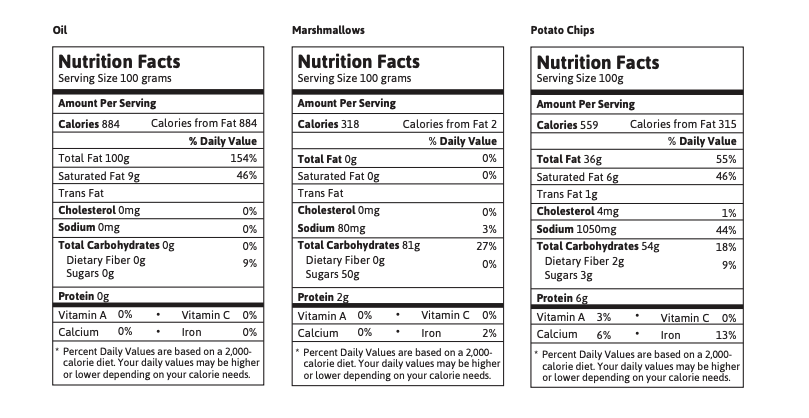 Oil
Nutrition Facts
Serving Size 100 grams
Amount Per Serving
Calories 884 Calories from Fat 884
% Daily Value
Total Fat 100g 154%
Saturated Fat 9g 46%
Trans Fat
Cholesterol 0mg 0%
Sodium 0mg 0%
Total Carbohydrates 0g 0%
Dietary Fiber 0g 9%
Sugars 0g
Protein 0g
Vitamin A 0% • Vitamin C 0%
Calcium 0% • Iron 0%
* Percent Daily Values are based on a 2,000-
calorie diet. Your daily values may be higher
or lower depending on your calorie needs.
Marshmallows
Nutrition Facts
Serving Size 100 grams
Amount Per Serving
Calories 318 Calories from Fat 2
% Daily Value
Total Fat 0g 0%
Saturated Fat 0g 0%
Trans Fat
Cholesterol 0mg 0%
Sodium 80mg 3%
Total Carbohydrates 81g 27%
Dietary Fiber 0g 0%
Sugars 50g
Protein 2g
Vitamin A 0% • Vitamin C 0%
Calcium 0% • Iron 2%
* Percent Daily Values are based on a 2,000-
calorie diet. Your daily values may be higher
or lower depending on your calorie needs.
Potato Chips
Nutrition Facts
Serving Size 100g
Amount Per Serving
Calories 559 Calories from Fat 315
% Daily Value
Total Fat 36g 55%
Saturated Fat 6g 46%
Trans Fat 1g
Cholesterol 4mg 1%
Sodium 1050mg 44%
Total Carbohydrates 54g 18%
Dietary Fiber 2g 9%
Sugars 3g
Protein 6g
Vitamin A 3% • Vitamin C 0%
Calcium 6% • Iron 13%
* Percent Daily Values are based on a 2,000-
calorie diet. Your daily values may be higher
or lower depending on your calorie needs.